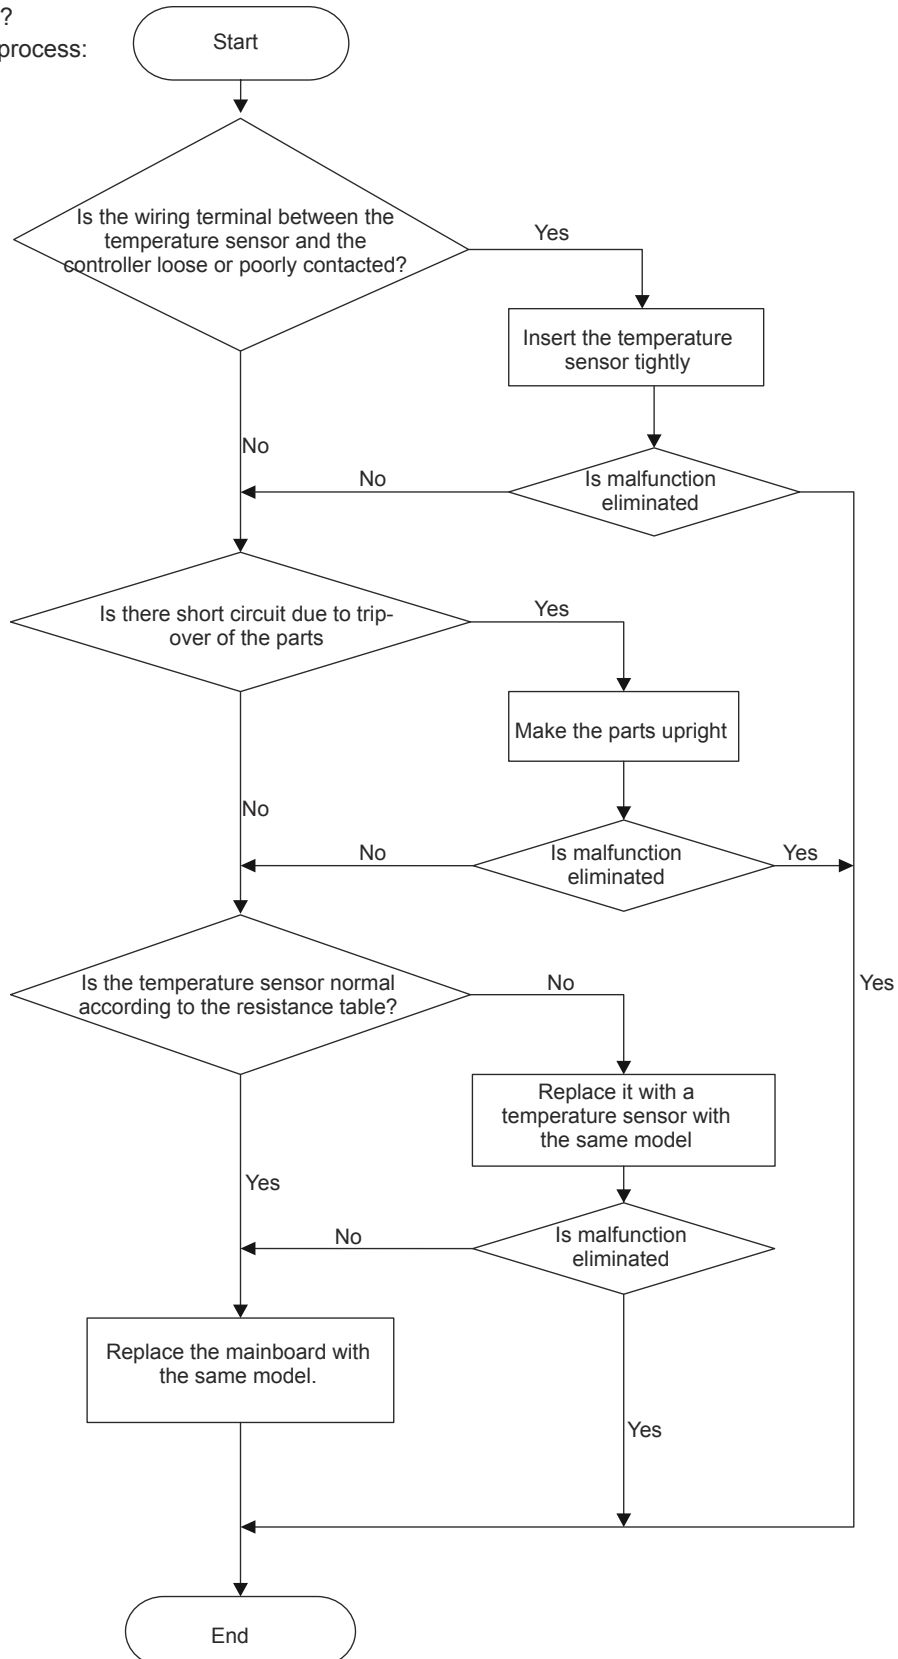 ?
process:
Start
Is the wiring terminal between the
temperature sensor and the
controller loose or poorly contacted?
Yes
Insert the temperature
sensor tightly
No
Is malfunction
eliminated
No
Is there short circuit due to trip-
over of the parts
Yes
Make the parts upright
No
Is malfunction
eliminated
No
Yes
Is the temperature sensor normal
according to the resistance table?
No
Yes
Replace it with a
temperature sensor with
the same model
Yes
Is malfunction
eliminated
No
Replace the mainboard with
the same model.
Yes
End